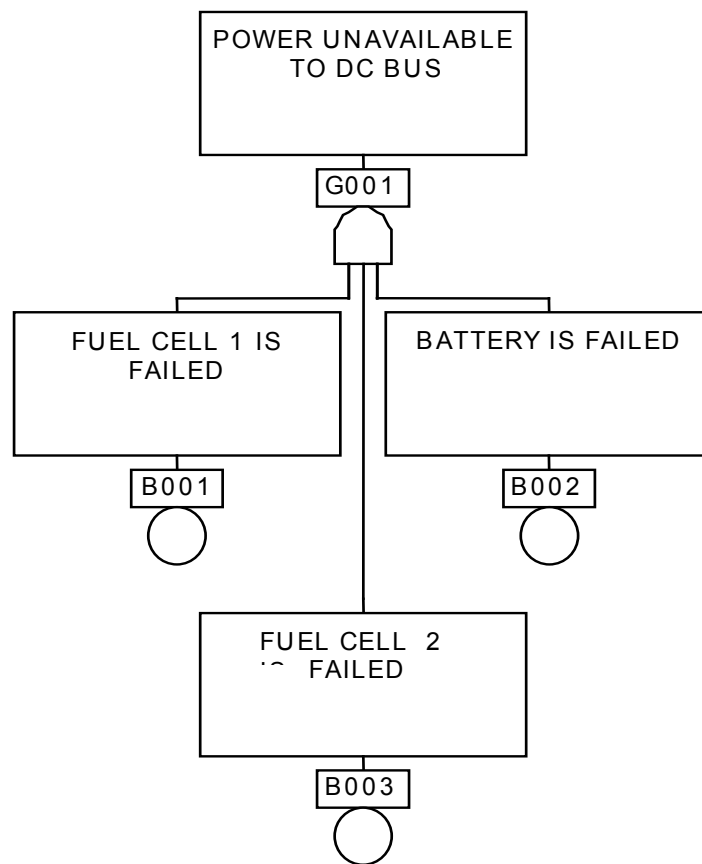 POWER UNAVAILABLE
TO DC BUS
G001
FUEL CELL 1 IS
FAILED
BATTERY IS FAILED
B001
B002
FUEL CELL 2
FAILED
B003